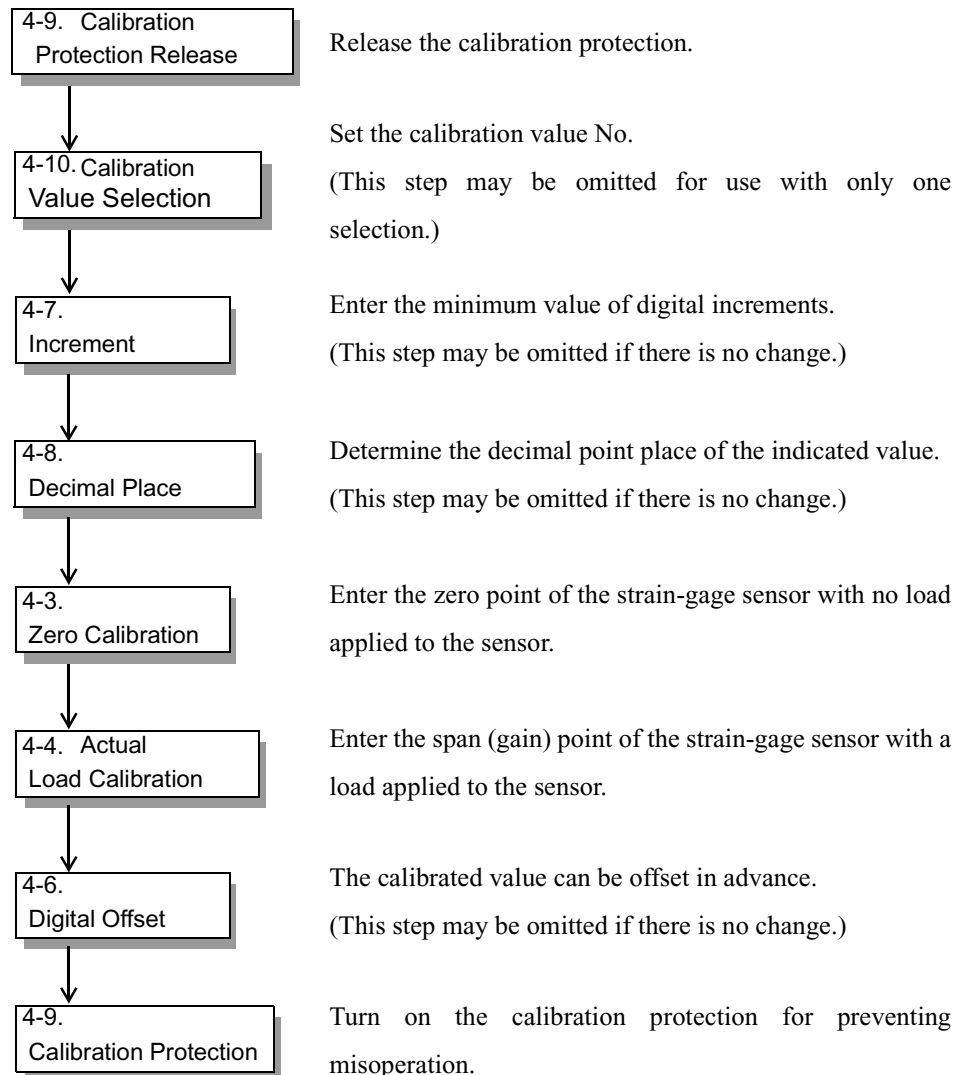 4-9. Calibration
Protection Release
Release the calibration protection.
4-10. Calibration
Value Selection
Set the calibration value No.
(This step may be omitted for use with only one
selection.)
4-7.
Increment
Enter the minimum value of digital increments.
(This step may be omitted if there is no change.)
4-8.
Decimal Place
Determine the decimal point place of the indicated value.
(This step may be omitted if there is no change.)
4-3.
Zero Calibration
Enter the zero point of the strain-gage sensor with no load
applied to the sensor.
4-4. Actual
Load Calibration
Enter the span (gain) point of the strain-gage sensor with a
load applied to the sensor.
4-6.
Digital Offset
The calibrated value can be offset in advance.
(This step may be omitted if there is no change.)
4-9.
Calibration Protection
Turn on the calibration protection for preventing
misoperation.